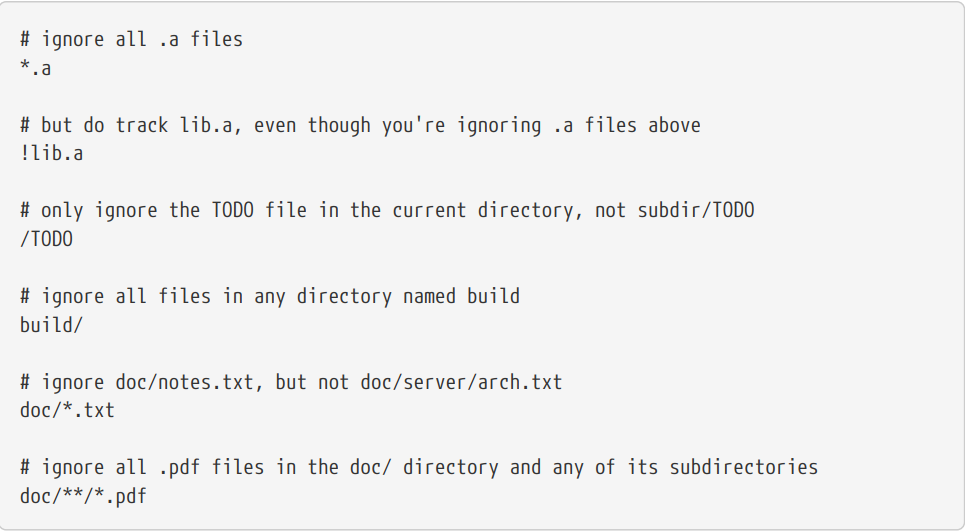 # ignore all .a files
*.a
# but do track lib.a, even though you're ignoring .a files above
!lib.a
# only ignore the TODO file in the current directory, not subdir/TODO
/TODO
# ignore all files in any directory named build
build/
# ignore doc/notes.txt, but not doc/server/arch.txt
doc/*.txt
# ignore all .pdf files in the doc/ directory and any of its subdirectories
doc/**/*.pdf